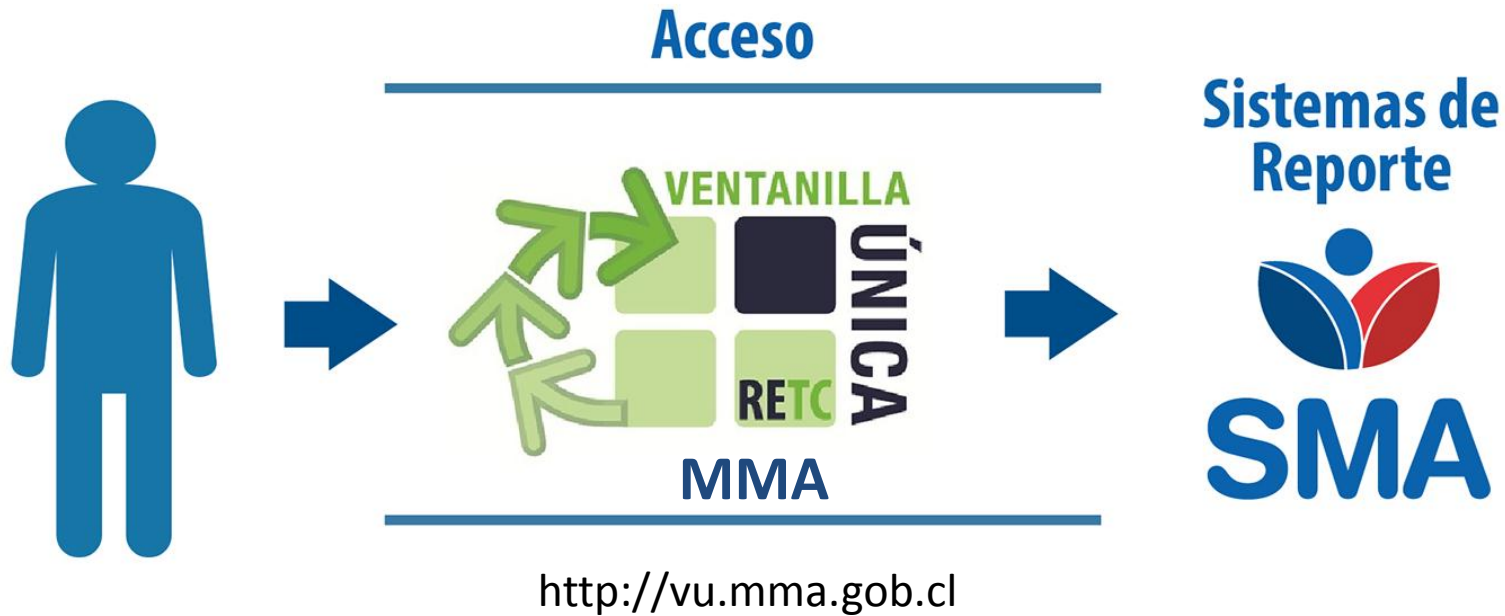 Acceso
VENTANILLA
ÚNICA
RETC
MMA
http://vu.mma.gob.cl
Sistemas de
Reporte
SMA